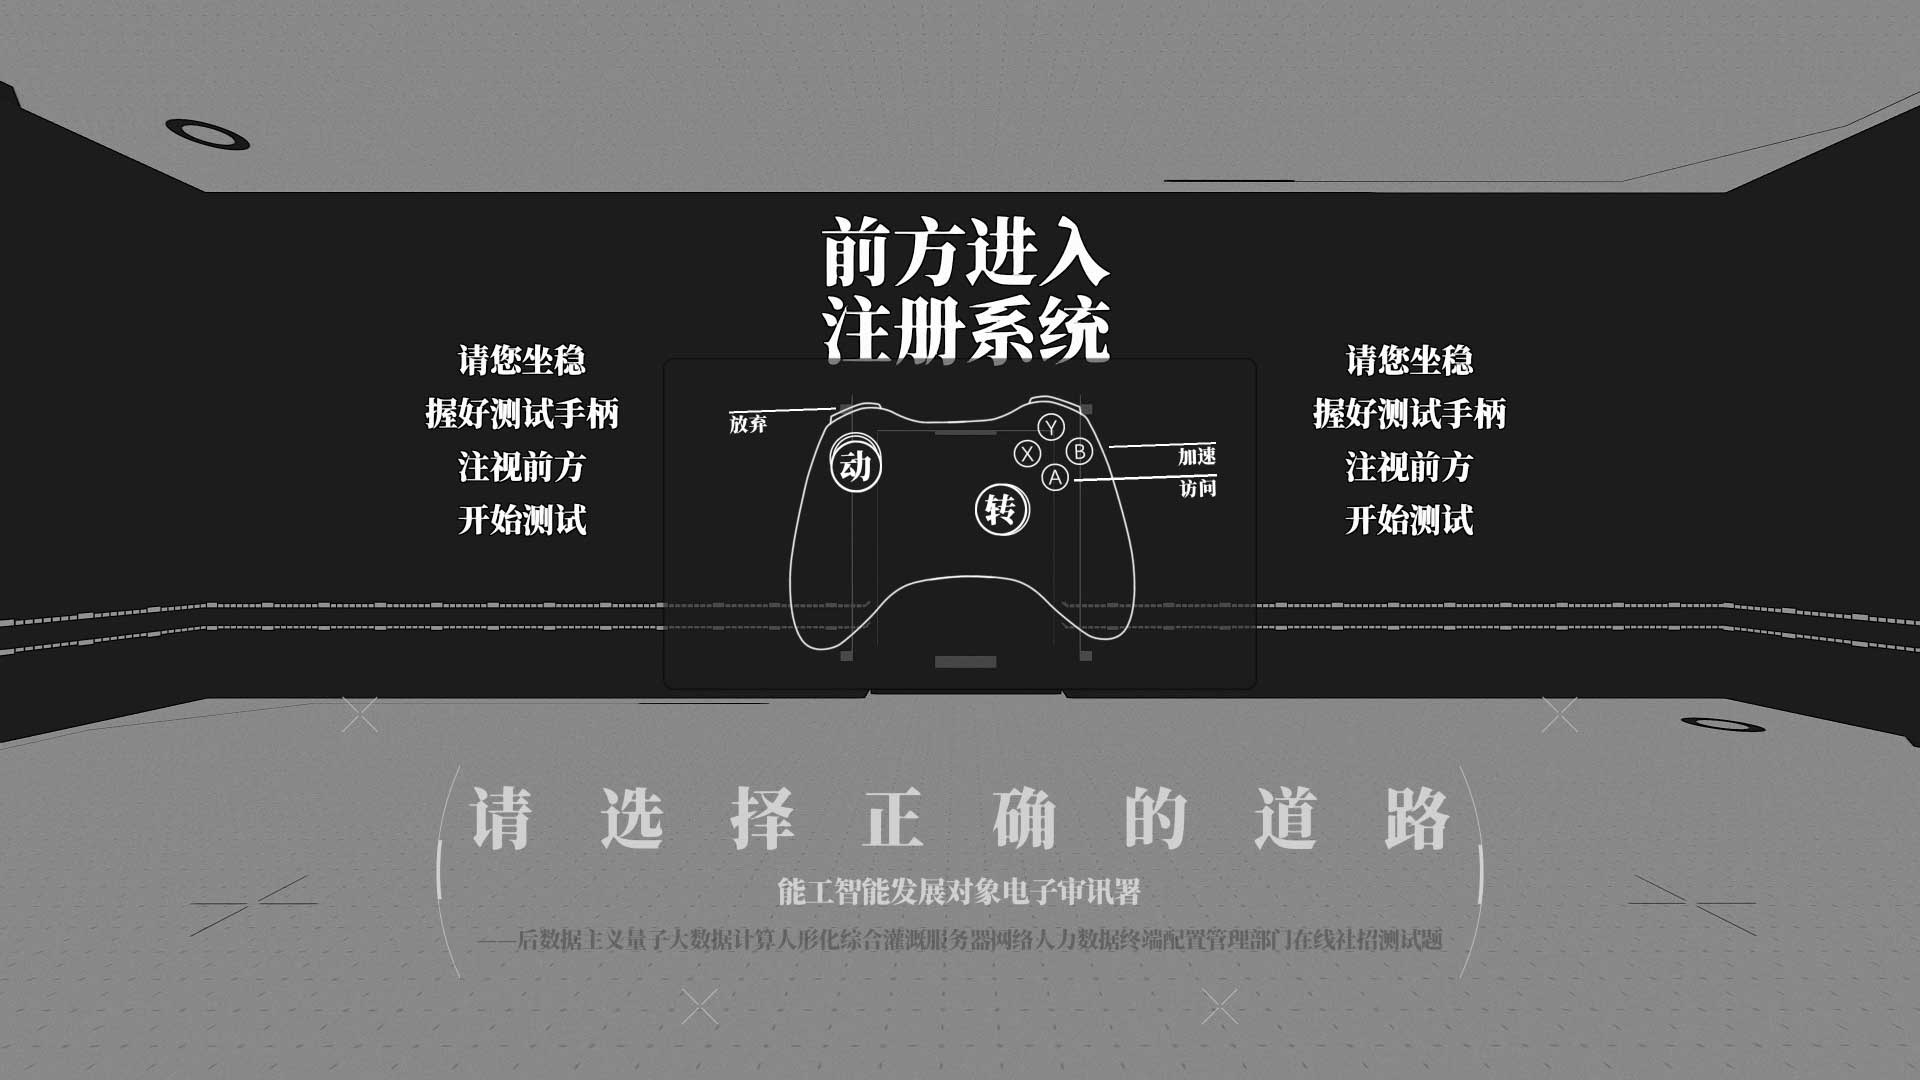 前方进入
注册系统
请您坐稳
握好测试手柄
注视前方
开始测试
放弃
动
Y
X
B
A
转
加速
访问
请您坐稳
握好测试手柄
注视前方
开始测试
请选择正确的道路
能工智能发展对象电子审讯署
——后数据主义量子大数据计算人形化综合灌溉服务器网络人力数据终端配置管理部门在线社招测试题